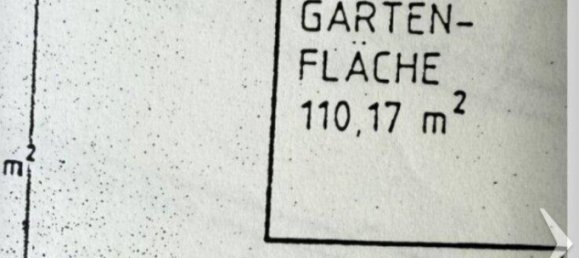 GARTEN-
FLÄCHE
110,17 m²
m²